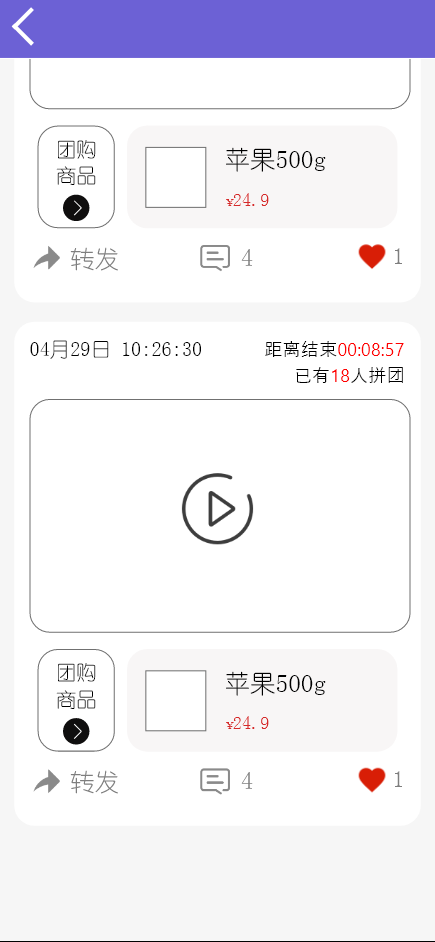 团购
商品
苹果500g
¥24.9
转发
4
1
04月29日 10:26:30
距离结束00:08:57
已有18人拼团
团购
商品
苹果500g
¥24.9
转发
4
1